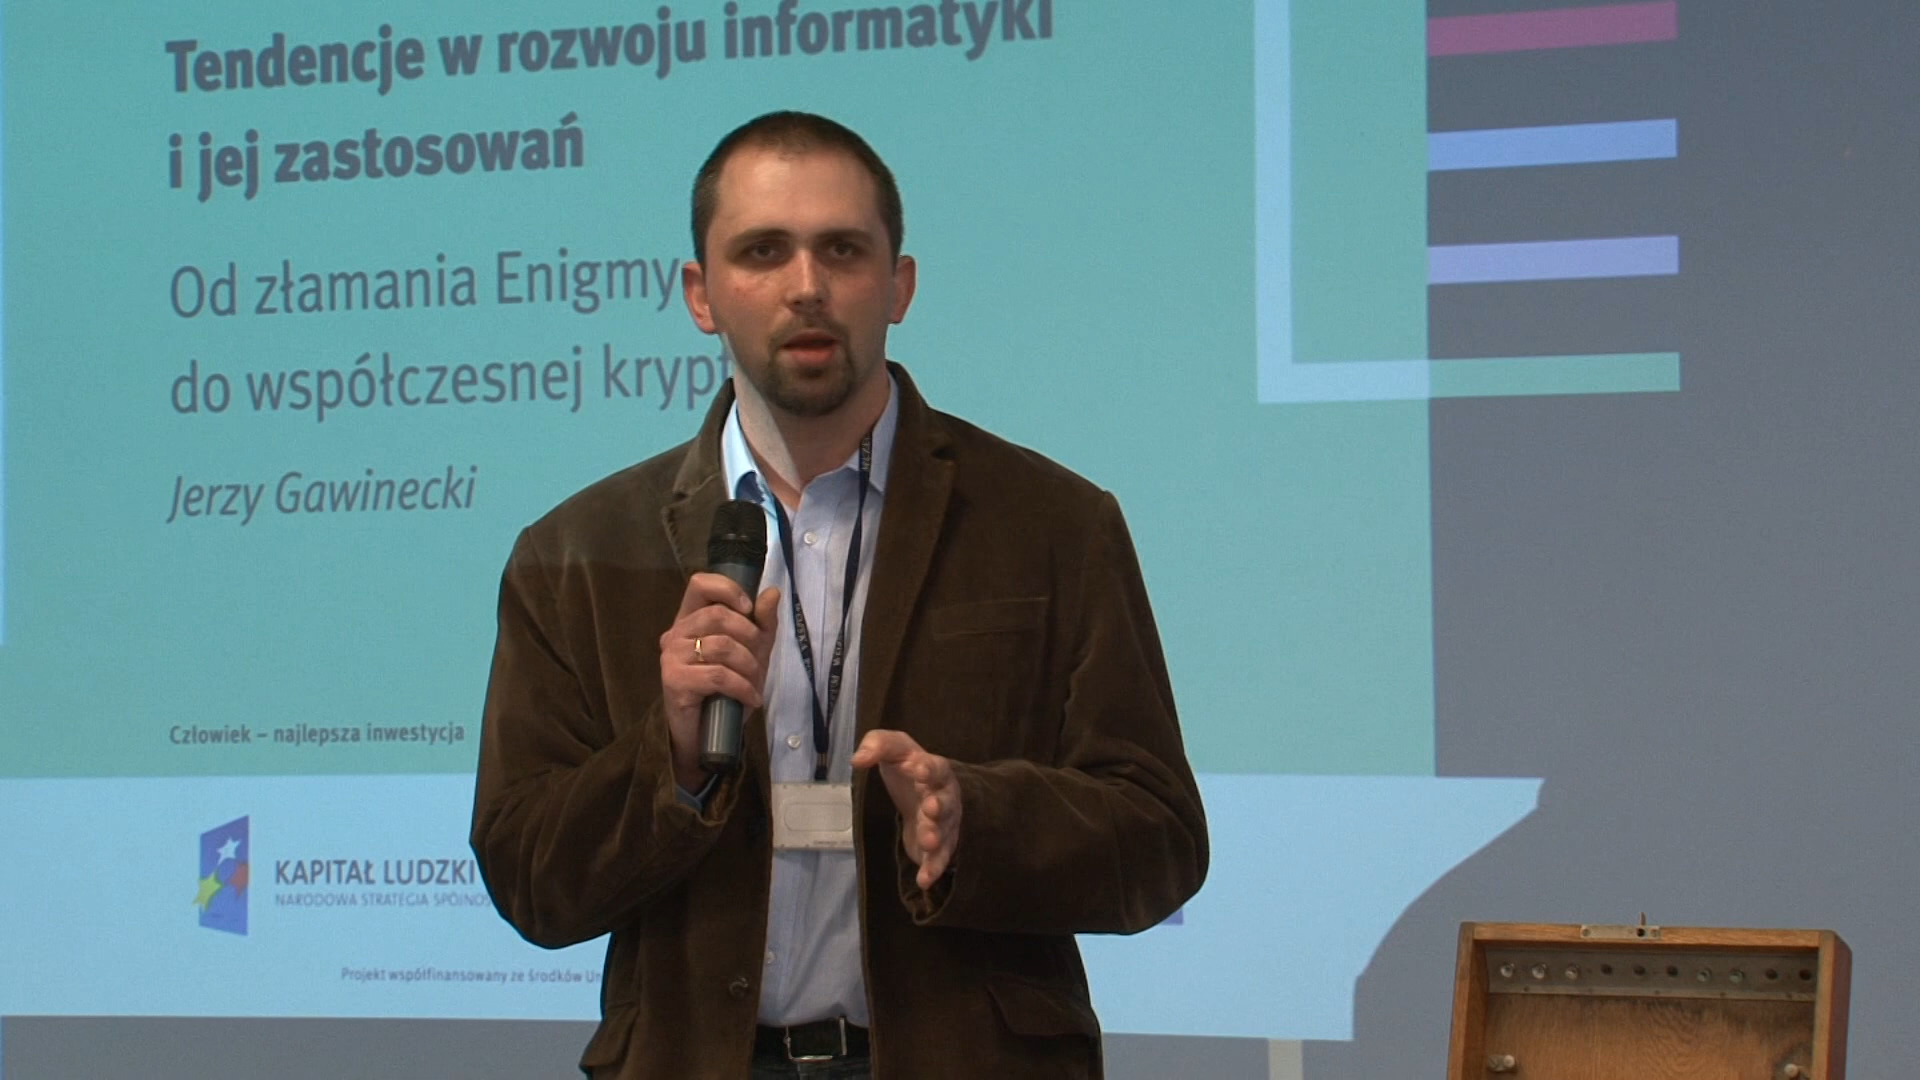 Tendencje w rozwoju informatyki
i jej zastosowań
Od złamania Enigmy
do współczesnej krypt
Jerzy Gawinecki
Człowiek – najlepsza inwestycja
KAPITAŁ LUDZKI
NARODOWA STRATEGIA SPÓJNOŚ
Projekt współfinansowany ze środków Un